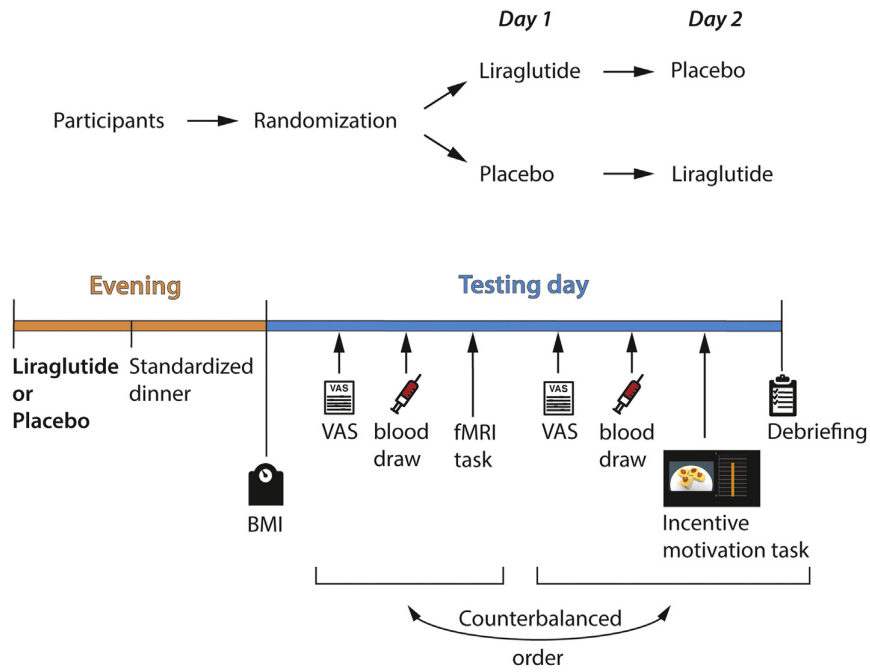 Day 1 Day 2
Liraglutide Placebo
Participants Randomization
Placebo Liraglutide
Evening Testing day
Liraglutide
or
Placebo
Standardized
dinner
BMI
VAS
VAS
blood
draw
fMRI
task
VAS
VAS
blood
draw
Incentive
motivation task
Debriefing
Counterbalanced
order